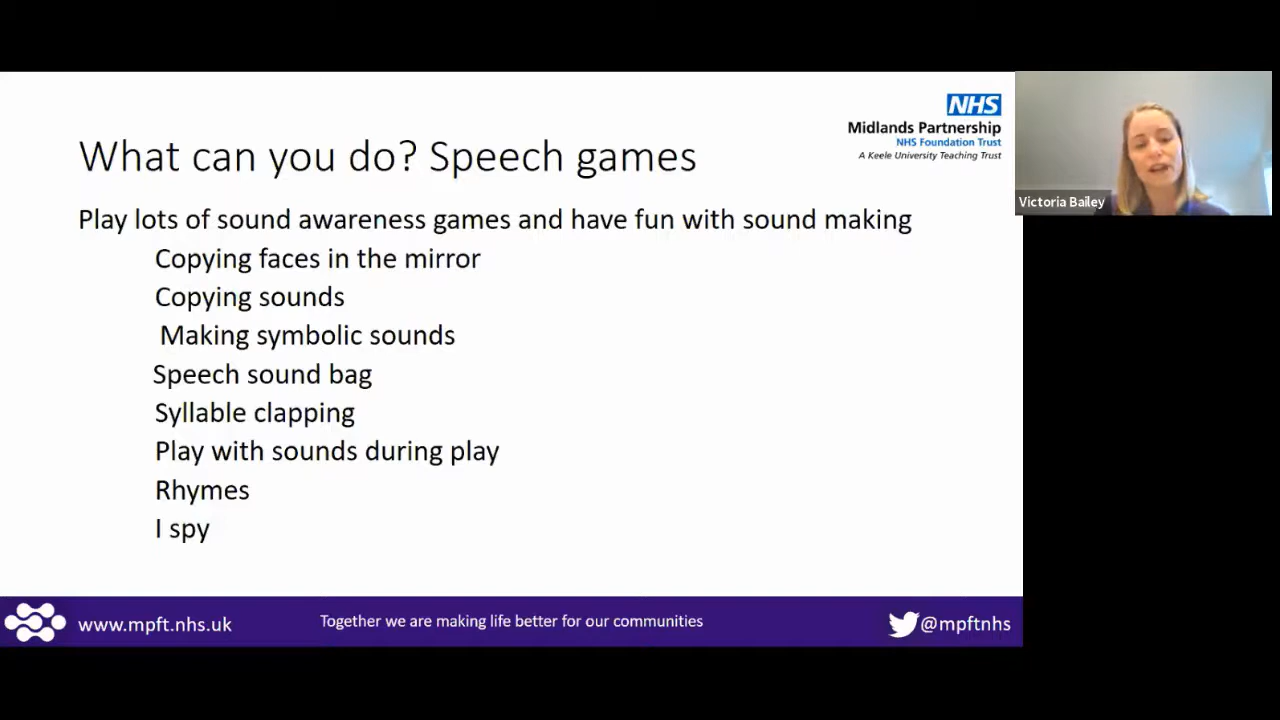 NHS
Midlands Partnership
NHS Foundation Trust
A Keele University Teaching Trust
What can you do? Speech games
Victoria Bailey
Play lots of sound awareness games and have fun with sound making
Copying faces in the mirror
Copying sounds
Making symbolic sounds
Speech sound bag
Syllable clapping
Play with sounds during play
Rhymes
I spy
www.mpft.nhs.uk
Together we are making life better for our communities
@mpftnhs